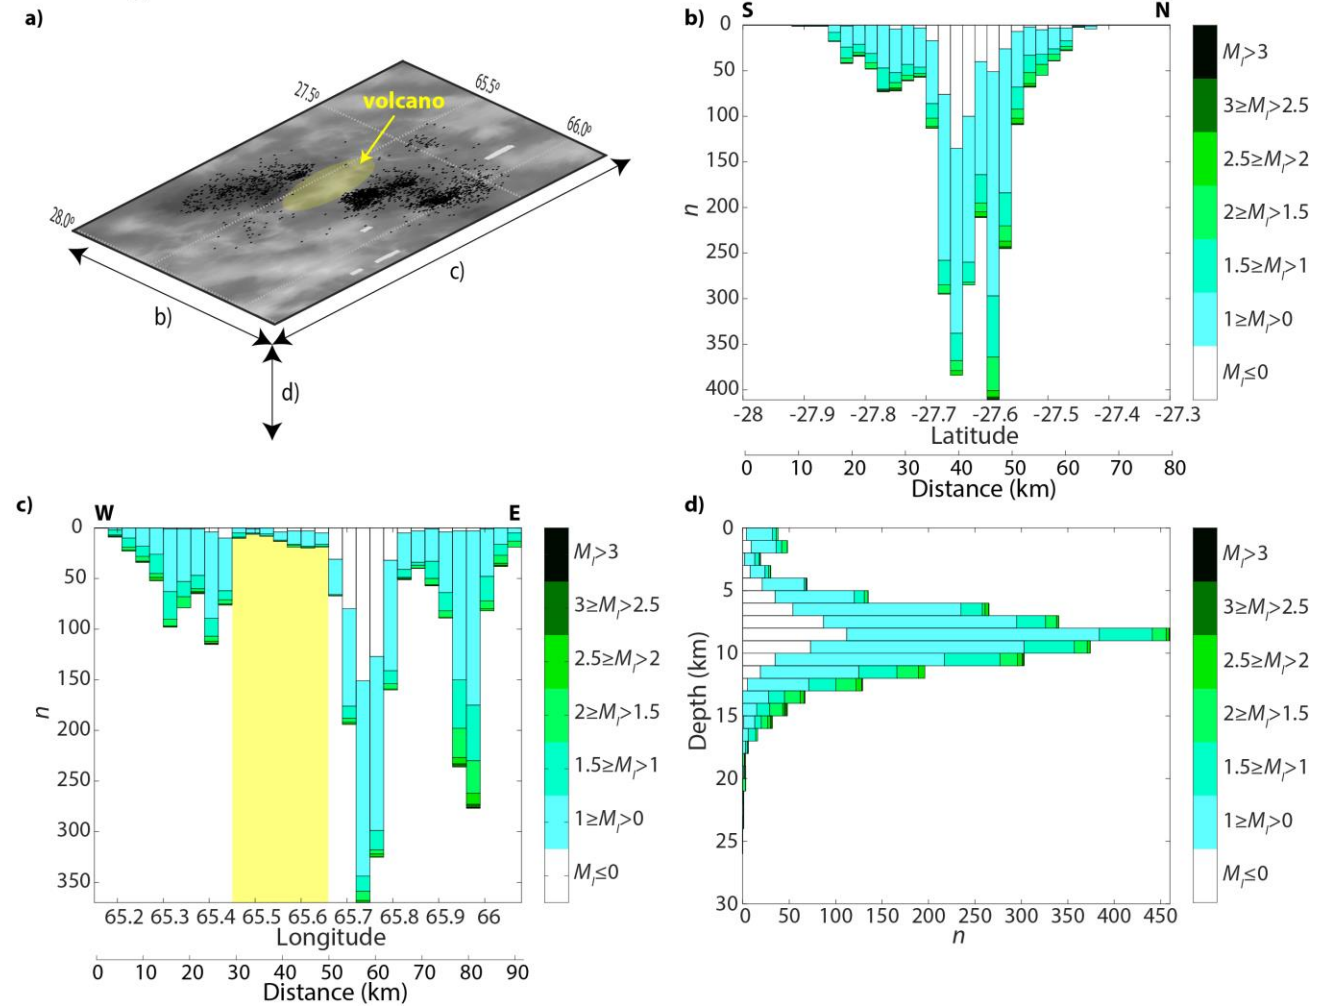 a)
volcano
27.5º
65.5º
66.0º
28.0º
b)
c)
d)
b)
S
N
0
50
100
150
200
250
300
350
400
n
-28
-27.9
-27.8
-27.7
-27.6
-27.5
-27.4
-27.3
Latitude
0 10 20 30 40 50 60 70 80
Distance (km)
Ml>3
3≥Ml>2.5
2.5≥Ml>2
2≥Ml>1.5
1.5≥Ml>1
1≥Ml>0
Ml≤0
c)
W
E
0
50
100
150
200
250
300
350
n
65.2 65.3 65.4 65.5 65.6 65.7 65.8 65.9 66
Longitude
0 10 20 30 40 50 60 70 80 90
Distance (km)
Ml>3
3≥Ml>2.5
2.5≥Ml>2
2≥Ml>1.5
1.5≥Ml>1
1≥Ml>0
Ml≤0
d)
0
5
10
15
20
25
30
Depth (km)
0 50 100 150 200 250 300 350 400 450
n
Ml>3
3≥Ml>2.5
2.5≥Ml>2
2≥Ml>1.5
1.5≥Ml>1
1≥Ml>0
Ml≤0